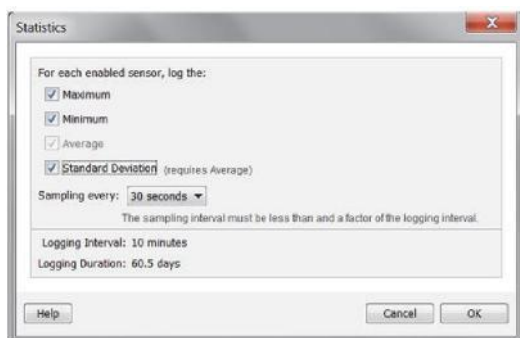 Statistics
For each enabled sensor, log the:
Maximum
Minimum
Average
Standard Deviation (requires Average)
Sampling every: 30 seconds
The sampling interval must be less than and a factor of the logging interval.
Logging Interval: 10 minutes
Logging Duration: 60.5 days
Help Cancel OK